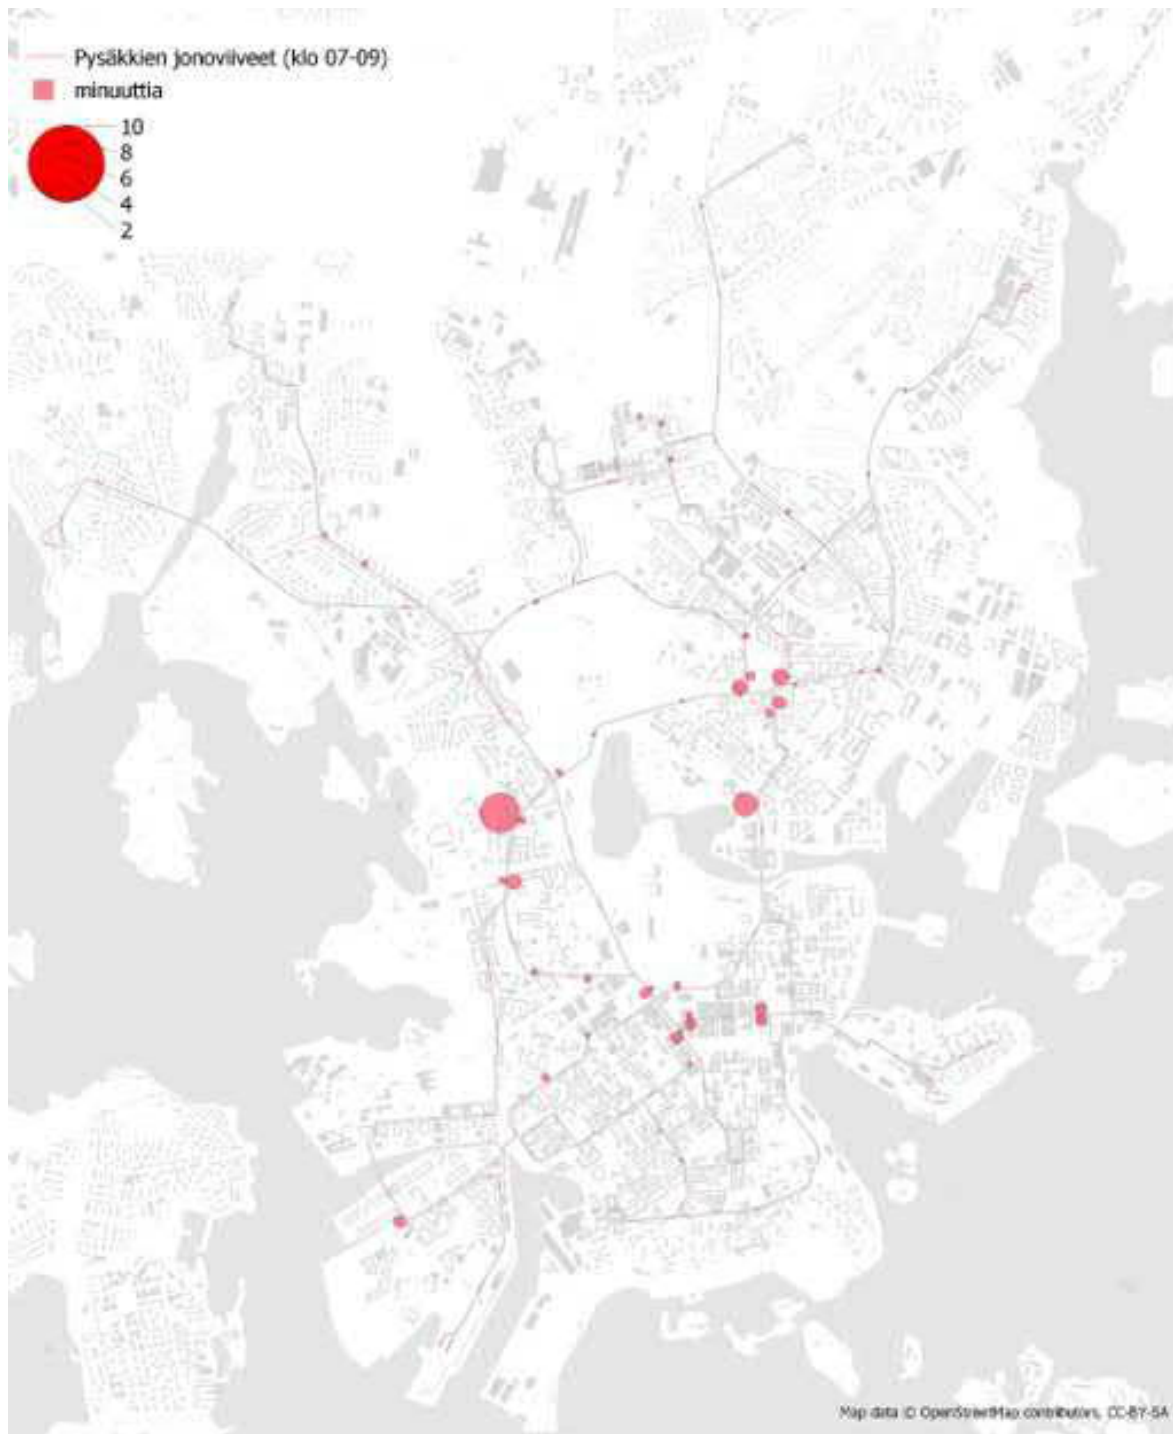 Pysäkkien jonoviiveet (klo 07-09)
minuuttia
10
8
6
4
2
Map data © OpenStreetMap contributors, CC-BY-SA